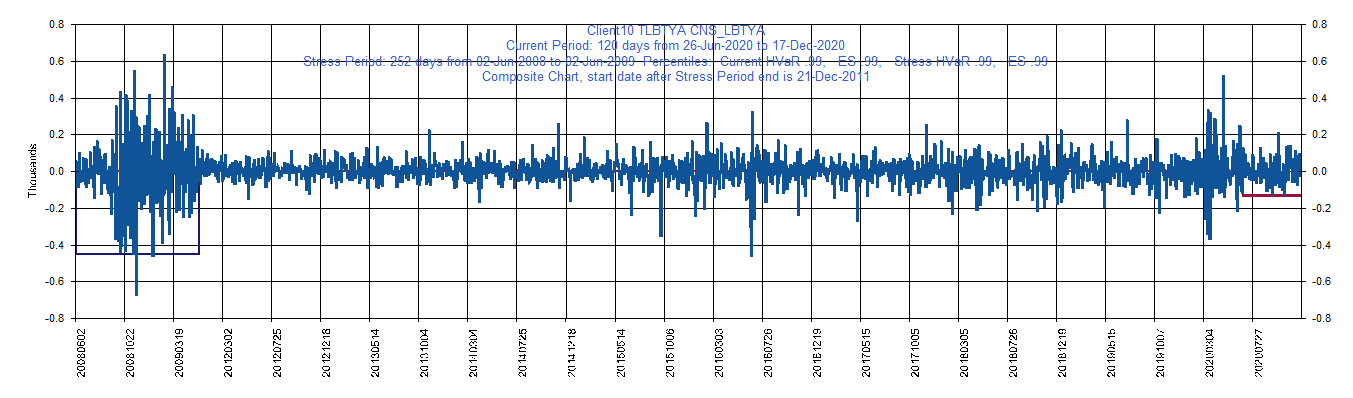 Client10 TLBTYA CNS_LBTYA
Current Period: 120 days from 26-Jun-2020 to 17-Dec-2020
Stress Period: 252 days from 02-Jun-2008 to 02-Jun-2009 Percentiles: Current HVaR .99, ES .99, Stress HVaR .99, ES .99
Composite Chart, start date after Stress Period end is 21-Dec-2011
0.8 0.8
0.6 0.6
0.4 0.4
0.2 0.2
0.0 0.0
-0.2 -0.2
-0.4 -0.4
-0.6 -0.6
-0.8 -0.8
Thousands
20080602 20081022 20090319 20120302 20120725 20121218 20130514 20131004 20140304 20140725 20141218 20150514 20151006 20160303 20160726 20161219 20170515 20171005 20180305 20180726 20181219 20190515 20191007 20200304 20200727